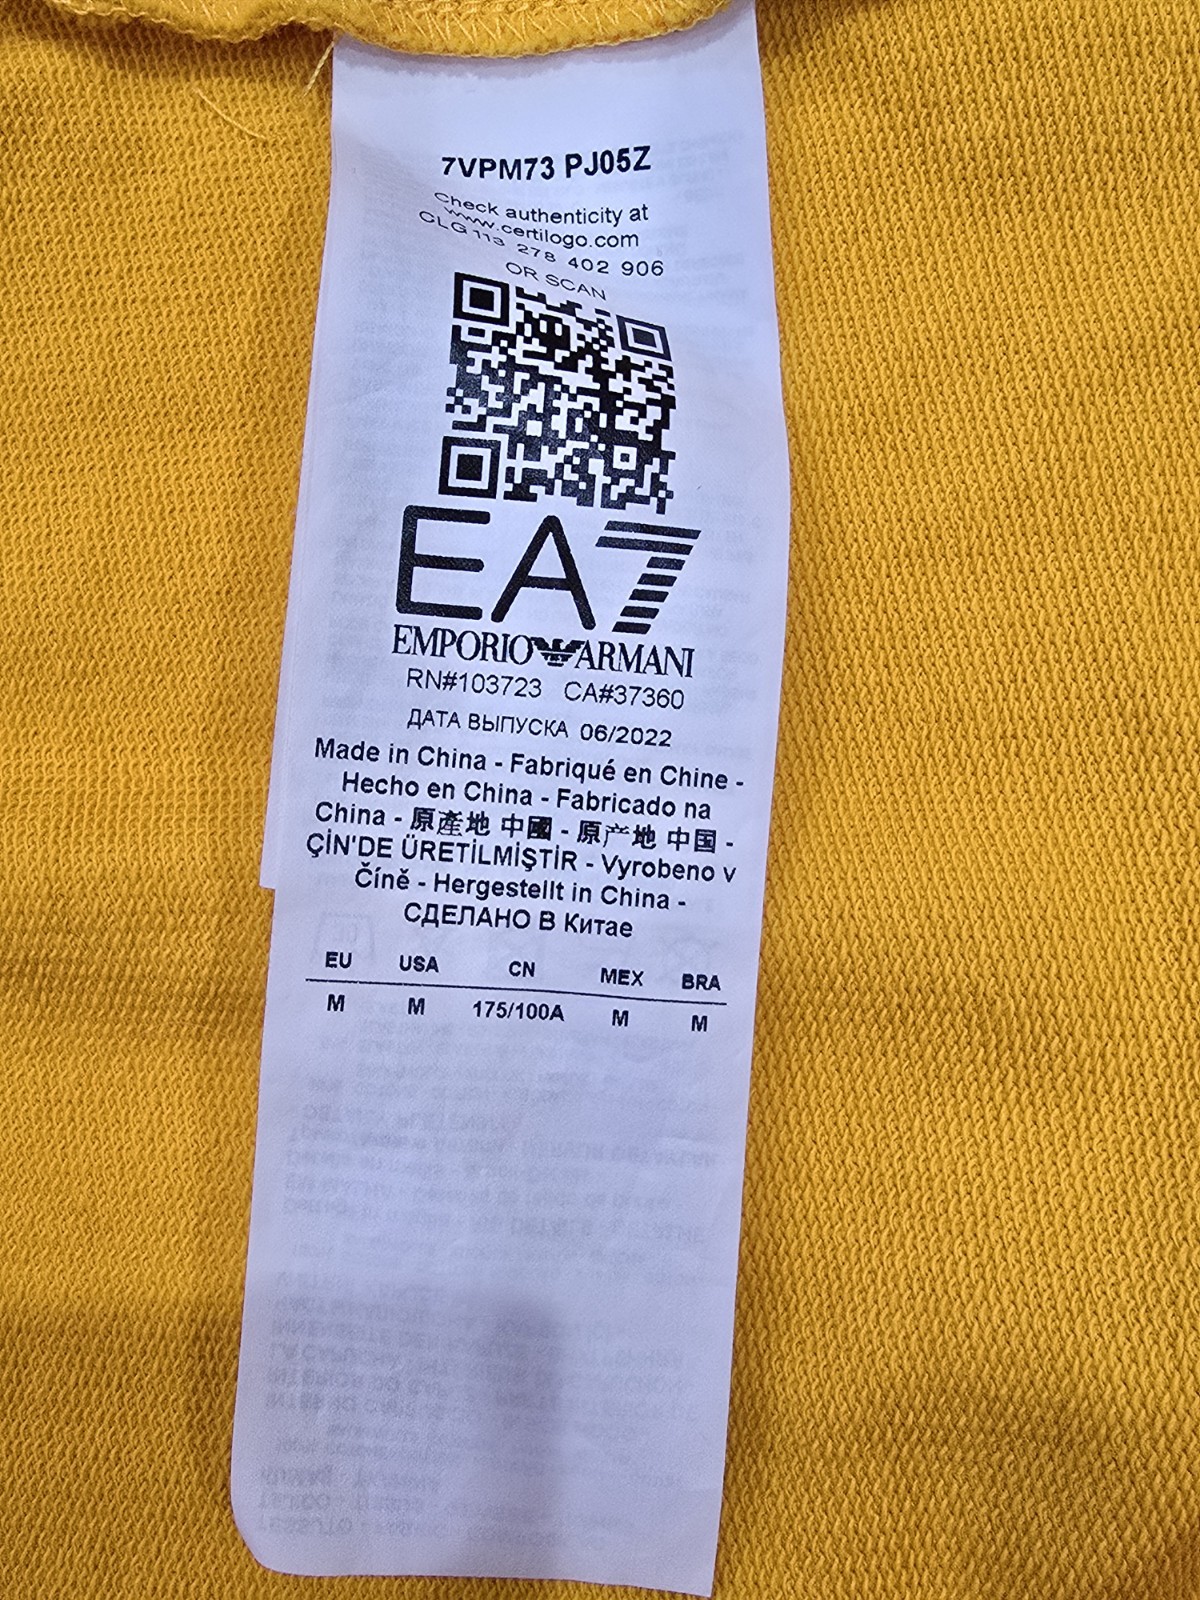 7VPM73 PJ05Z
Check authenticity at
www.certilogo.com
CLG 113 278 402 906
OR SCAN
EA7
EMPORIO ARMANI
RN#103723 CA#37360
ДАТА ВЫПУСКА 06/2022
Made in China - Fabriqué en Chine -
Hecho en China - Fabricado na
China - 原產地 中國 - 原产地 中国 -
ÇİN'DE ÜRETİLMİŞTİR - Vyrobeno v
Číně - Hergestellt in China -
СДЕЛАНО В Китае
EU USA CN MEX BRA
M M 175/100A M M